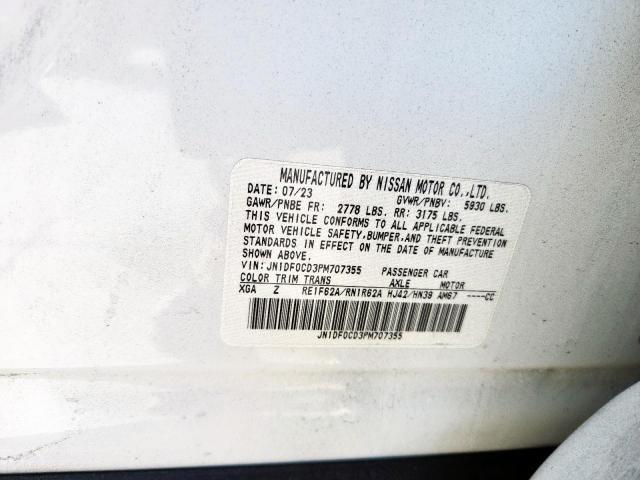 MANUFACTURED BY NISSAN MOTOR CO.,LTD.
DATE: 07/23 GVWR/PNBV: 5930 LBS.
GAWR/PNBE FR: 2778 LBS. RR: 3175 LBS.
THIS VEHICLE CONFORMS TO ALL APPLICABLE FEDERAL
MOTOR VEHICLE SAFETY,BUMPER,AND THEFT PREVENTION
STANDARDS IN EFFECT ON THE DATE OF MANUFACTURE
SHOWN ABOVE.
VIN: JN1DF0CD3PM707355 PASSENGER CAR
COLOR TRIM TRANS AXLE MOTOR
XGA Z RE1F62A/RN1R62A HJ42/HN39 AM67 ----CC
JN1DF0CD3PM707355